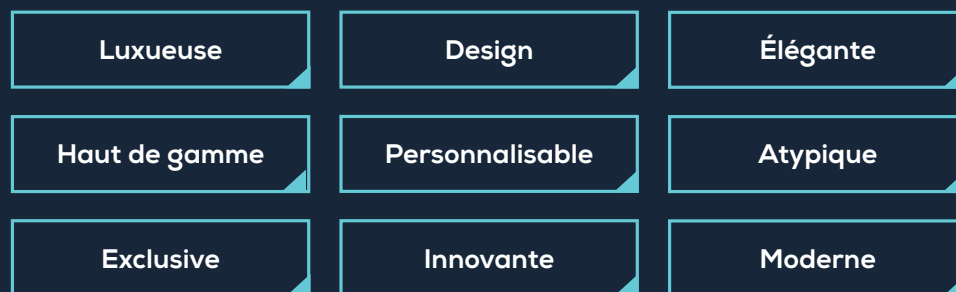 Luxueuse
Design
Élégante
Haut de gamme
Personnalisable
Atypique
Exclusive
Innovante
Moderne